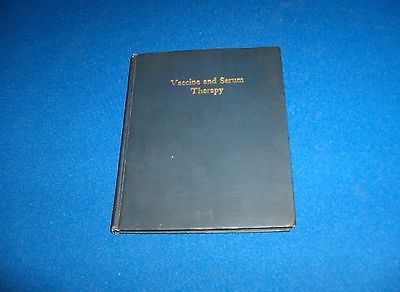 Vaccine and Serum
Therapy